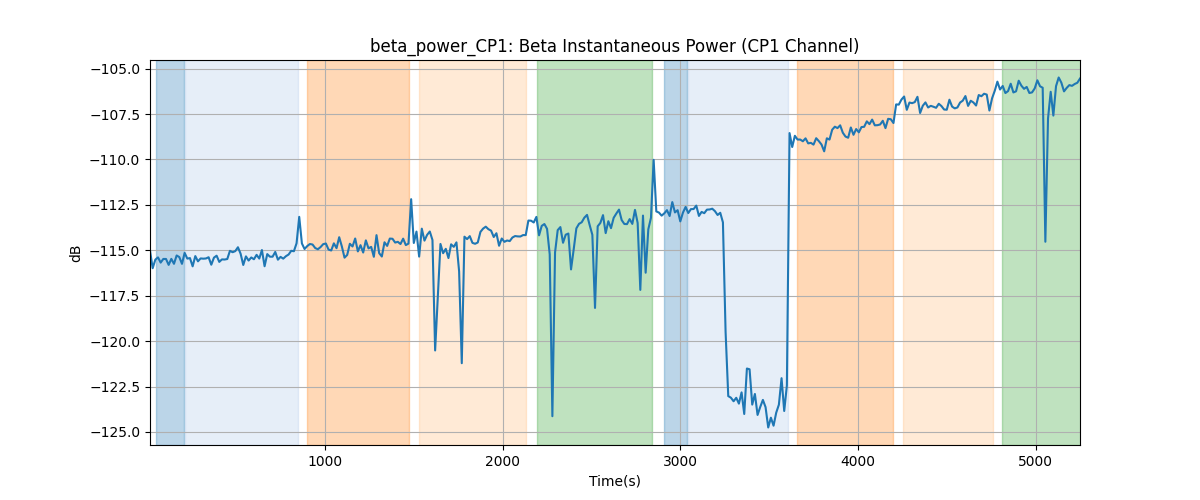 beta_power_CP1: Beta Instantaneous Power (CP1 Channel)
dB
−105.0
−107.5
−110.0
−112.5
−115.0
−117.5
−120.0
−122.5
−125.0
1000 2000 3000 4000 5000
Time(s)